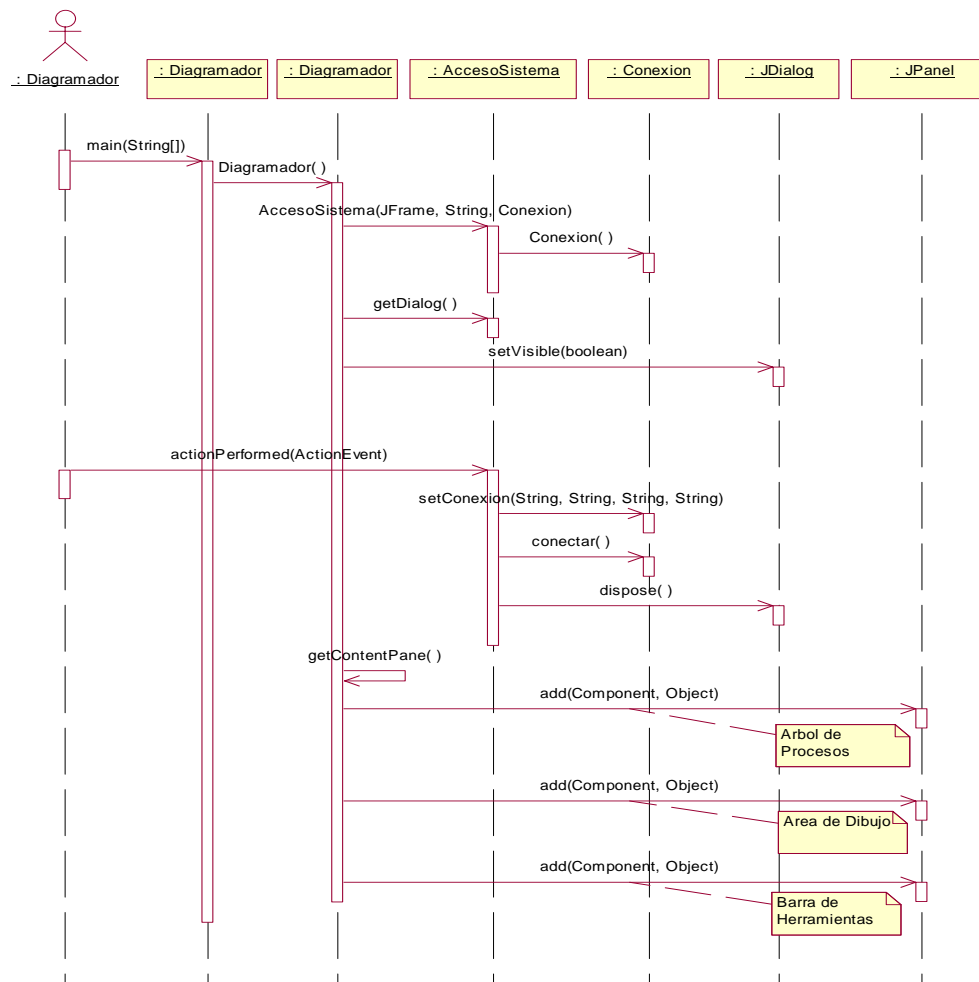 : Diagramador
: Diagramador
: Diagramador
: AccesoSistema
: Conexion
: JDialog
: JPanel
main(String[])
Diagramador( )
AccesoSistema(JFrame, String, Conexion)
Conexion( )
getDialog( )
setVisible(boolean)
actionPerformed(ActionEvent)
setConexion(String, String, String, String)
conectar( )
dispose( )
getContentPane( )
add(Component, Object)
Arbol de
Procesos
add(Component, Object)
Area de Dibujo
add(Component, Object)
Barra de
Herramientas